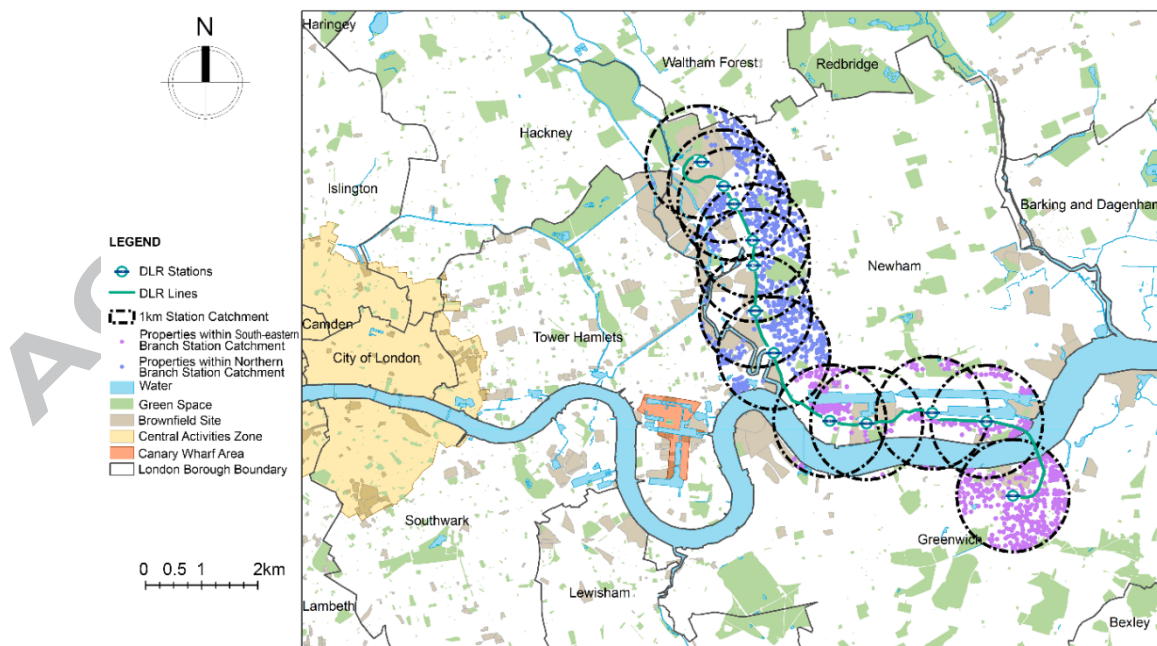 N
Haringey
Waltham Forest
Redbridge
Hackney
Islington
Barking and Dagenham
LEGEND
DLR Stations
DLR Lines
1km Station Catchment
Properties within South-eastern
Branch Station Catchment
Properties within Northern
Branch Station Catchment
Water
Green Space
Brownfield Site
Central Activities Zone
Canary Wharf Area
London Borough Boundary
Newham
Camden
Tower Hamlets
City of London
Southwark
Greenwich
0 0.5 1 2km
Lewisham
Lambeth
Bexley